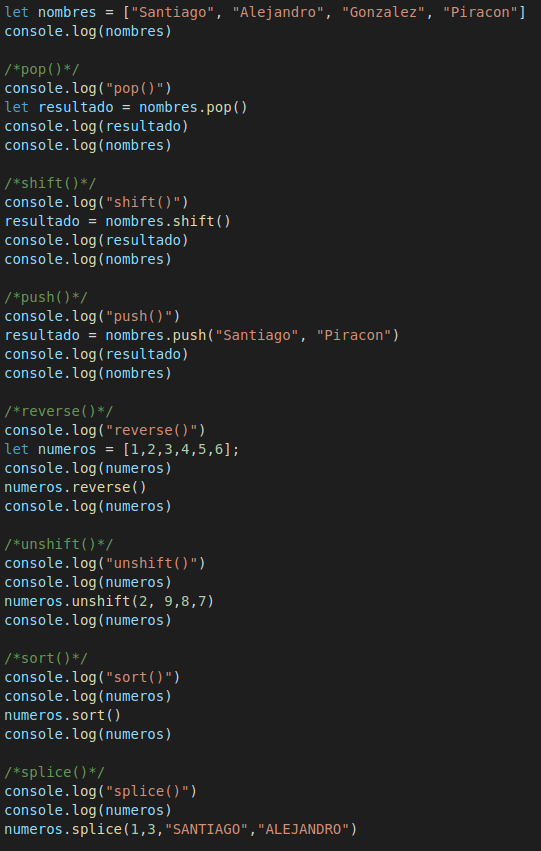 let nombres = ["Santiago", "Alejandro", "Gonzalez", "Piracon"]
console.log(nombres)
/*pop()*/
console.log("pop()")
let resultado = nombres.pop()
console.log(resultado)
console.log(nombres)
/*shift()*/
console.log("shift()")
resultado = nombres.shift()
console.log(resultado)
console.log(nombres)
/*push()*/
console.log("push()")
resultado = nombres.push("Santiago", "Piracon")
console.log(resultado)
console.log(nombres)
/*reverse()*/
console.log("reverse()")
let numeros = [1,2,3,4,5,6];
console.log(numeros)
numeros.reverse()
console.log(numeros)
/*unshift()*/
console.log("unshift()")
console.log(numeros)
numeros.unshift(2, 9,8,7)
console.log(numeros)
/*sort()*/
console.log("sort()")
console.log(numeros)
numeros.sort()
console.log(numeros)
/*splice()*/
console.log("splice()")
console.log(numeros)
numeros.splice(1,3,"SANTIAGO","ALEJANDRO")